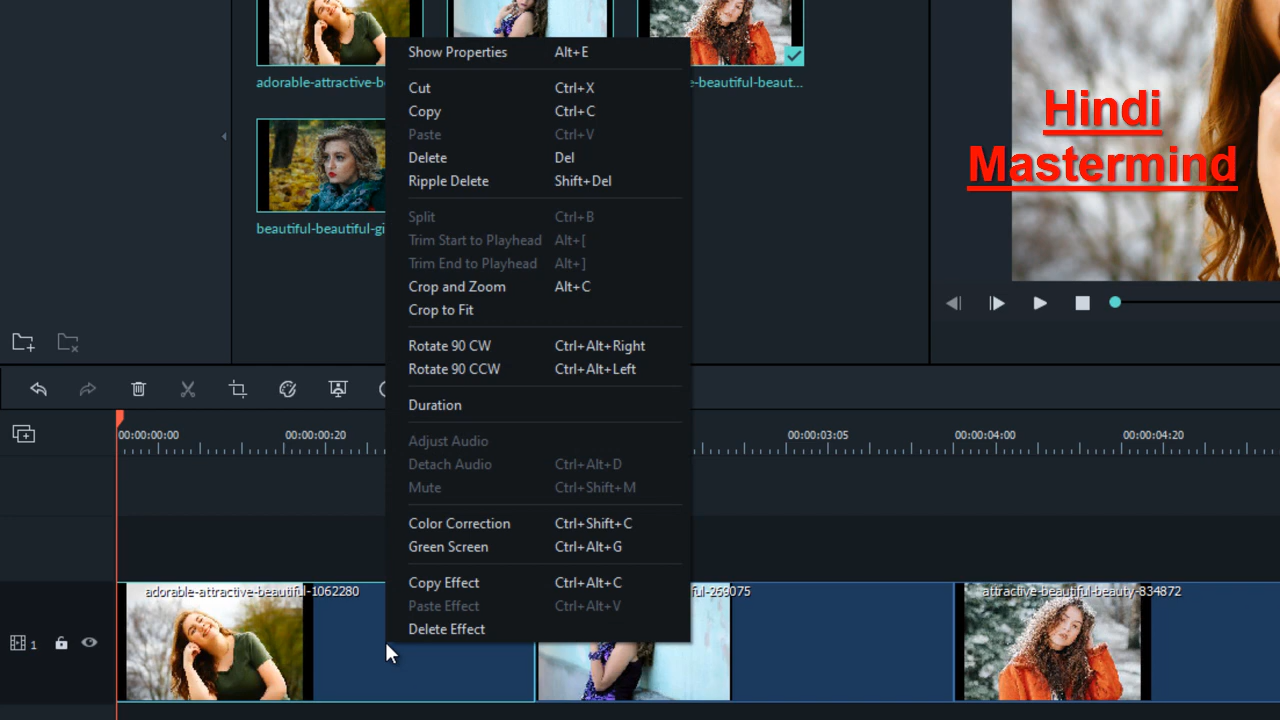 adorable-attractive-b
e-beautiful-beaut...
beautiful-beautiful-gi
Show Properties Alt+E
Cut Ctrl+X
Copy Ctrl+C
Paste Ctrl+V
Delete Del
Ripple Delete Shift+Del
Split Ctrl+B
Trim Start to Playhead Alt+[
Trim End to Playhead Alt+]
Crop and Zoom Alt+C
Crop to Fit
Rotate 90 CW Ctrl+Alt+Right
Rotate 90 CCW Ctrl+Alt+Left
Duration
Adjust Audio
Detach Audio Ctrl+Alt+D
Mute Ctrl+Shift+M
Color Correction Ctrl+Shift+C
Green Screen Ctrl+Alt+G
Copy Effect Ctrl+Alt+C
Paste Effect Ctrl+Alt+V
Delete Effect
Hindi
Mastermind
00:00:00:00 00:00:00:20 00:00:03:05 00:00:04:00 00:00:04:20
adorable-attractive-beautiful-1062280 ful-259075 attractive-beautiful-beauty-834872
1